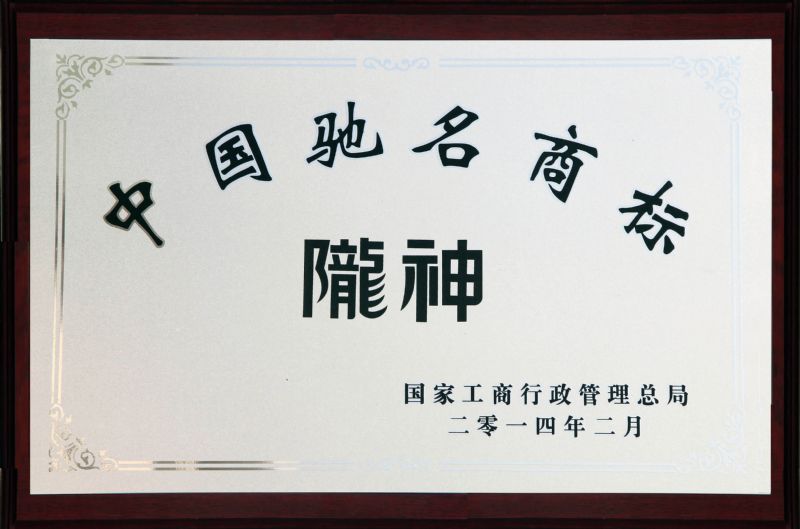 中国驰名商标
隴神
国家工商行政管理总局
二零一四年二月